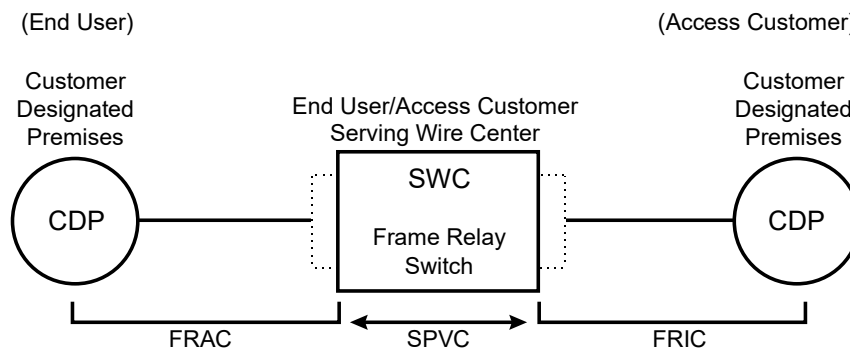 (End User)
(Access Customer)
Customer
Designated
Premises
End User/Access Customer
Serving Wire Center
Customer
Designated
Premises
CDP
SWC
Frame Relay
Switch
CDP
FRAC
SPVC
FRIC